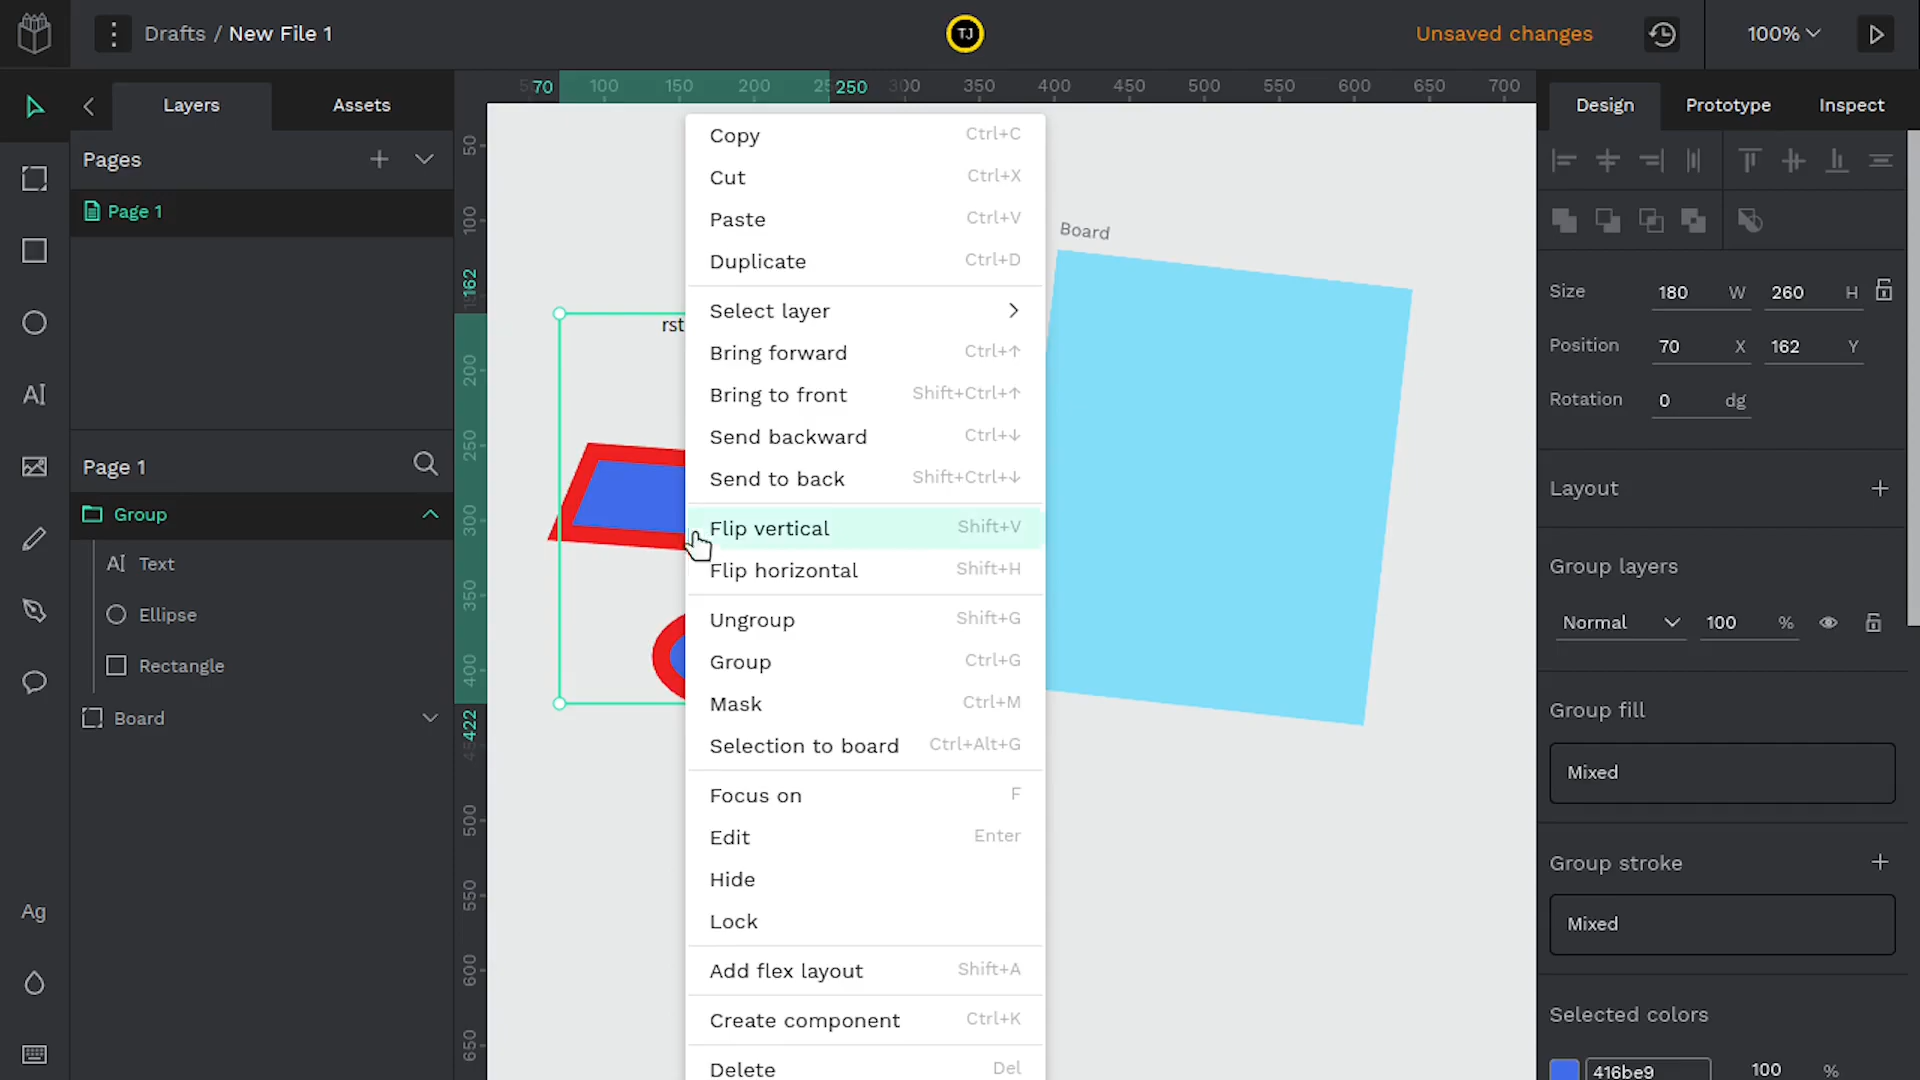 Drafts / New File 1
TJ
Unsaved changes
100%
Layers
Assets
Pages
Page 1
Page 1
Group
Text
Ellipse
Rectangle
Board
Ag
70 100 150 200 250 300 350 400 450 500 550 600 650 700
50
100
162
200
250
300
350
400
422
500
550
600
650
rst
Board
Copy Ctrl+C
Cut Ctrl+X
Paste Ctrl+V
Duplicate Ctrl+D
Select layer
Bring forward Ctrl+↑
Bring to front Shift+Ctrl+↑
Send backward Ctrl+↓
Send to back Shift+Ctrl+↓
Flip vertical Shift+V
Flip horizontal Shift+H
Ungroup Shift+G
Group Ctrl+G
Mask Ctrl+M
Selection to board Ctrl+Alt+G
Focus on F
Edit Enter
Hide
Lock
Add flex layout Shift+A
Create component Ctrl+K
Delete Del
Design
Prototype
Inspect
Size 180 W 260 H
Position 70 X 162 Y
Rotation 0 dg
Layout
Group layers
Normal 100 %
Group fill
Mixed
Group stroke
Mixed
Selected colors
416be9 100 %